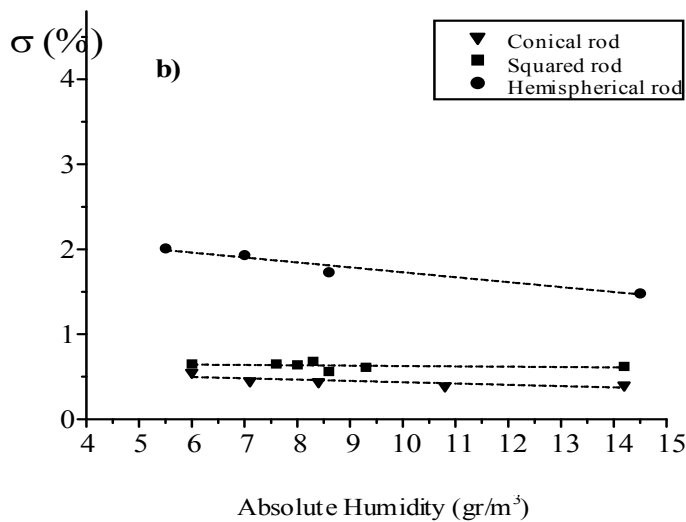 σ (%)
b)
Conical rod
Squared rod
Hemispherical rod
4
3
2
1
0
4 5 6 7 8 9 10 11 12 13 14 15
Absolute Humidity (gr/m³)